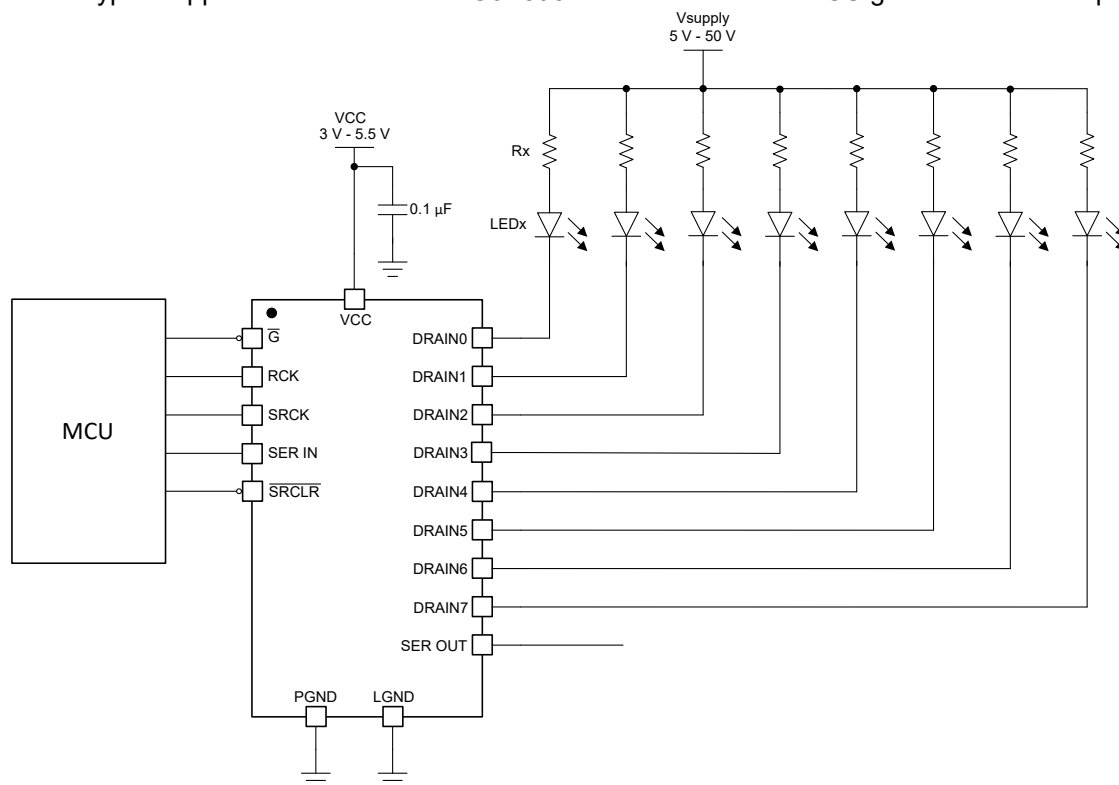 Vsupply
5 V - 50 V
VCC
3 V - 5.5 V
0.1 µF
Rx
LEDx
MCU
VCC
G
RCK
SRCK
SER IN
SRCLR
DRAIN0
DRAIN1
DRAIN2
DRAIN3
DRAIN4
DRAIN5
DRAIN6
DRAIN7
SER OUT
PGND
LGND